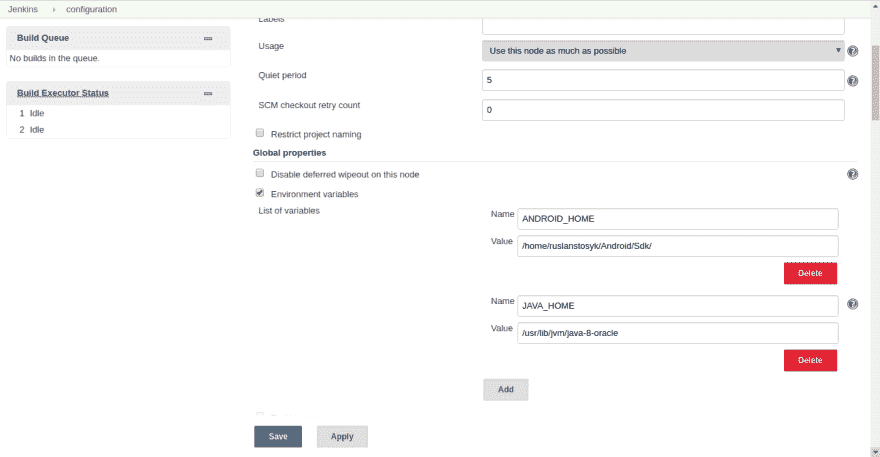 Jenkins › configuration
Build Queue
No builds in the queue.
Build Executor Status
1 Idle
2 Idle
Labels
Usage
Use this node as much as possible
Quiet period
5
SCM checkout retry count
0
Restrict project naming
Global properties
Disable deferred wipeout on this node
Environment variables
List of variables
Name ANDROID_HOME
Value /home/ruslanstosyk/Android/Sdk/
Delete
Name JAVA_HOME
Value /usr/lib/jvm/java-8-oracle
Delete
Add
Save Apply